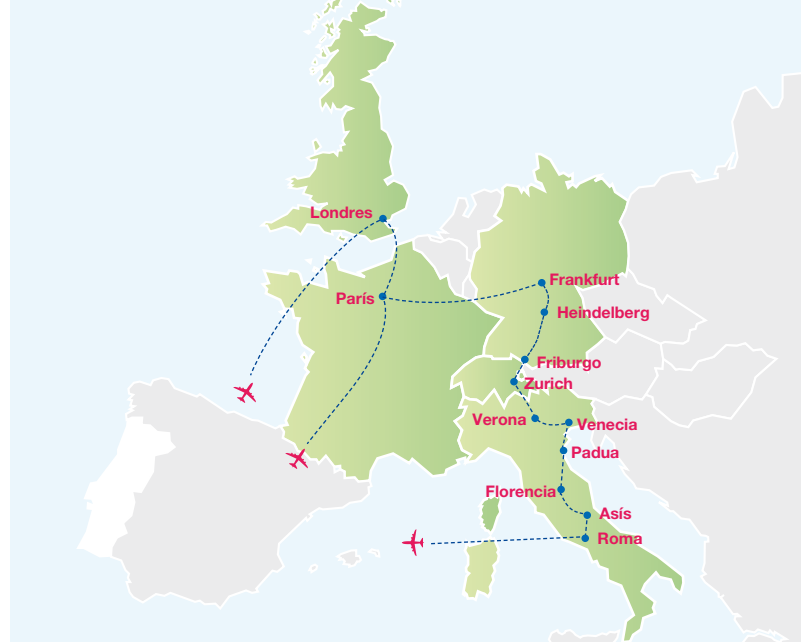 Londres
Frankfurt
París
Heindelberg
Friburgo
Zurich
Verona
Venecia
Padua
Florencia
Asís
Roma